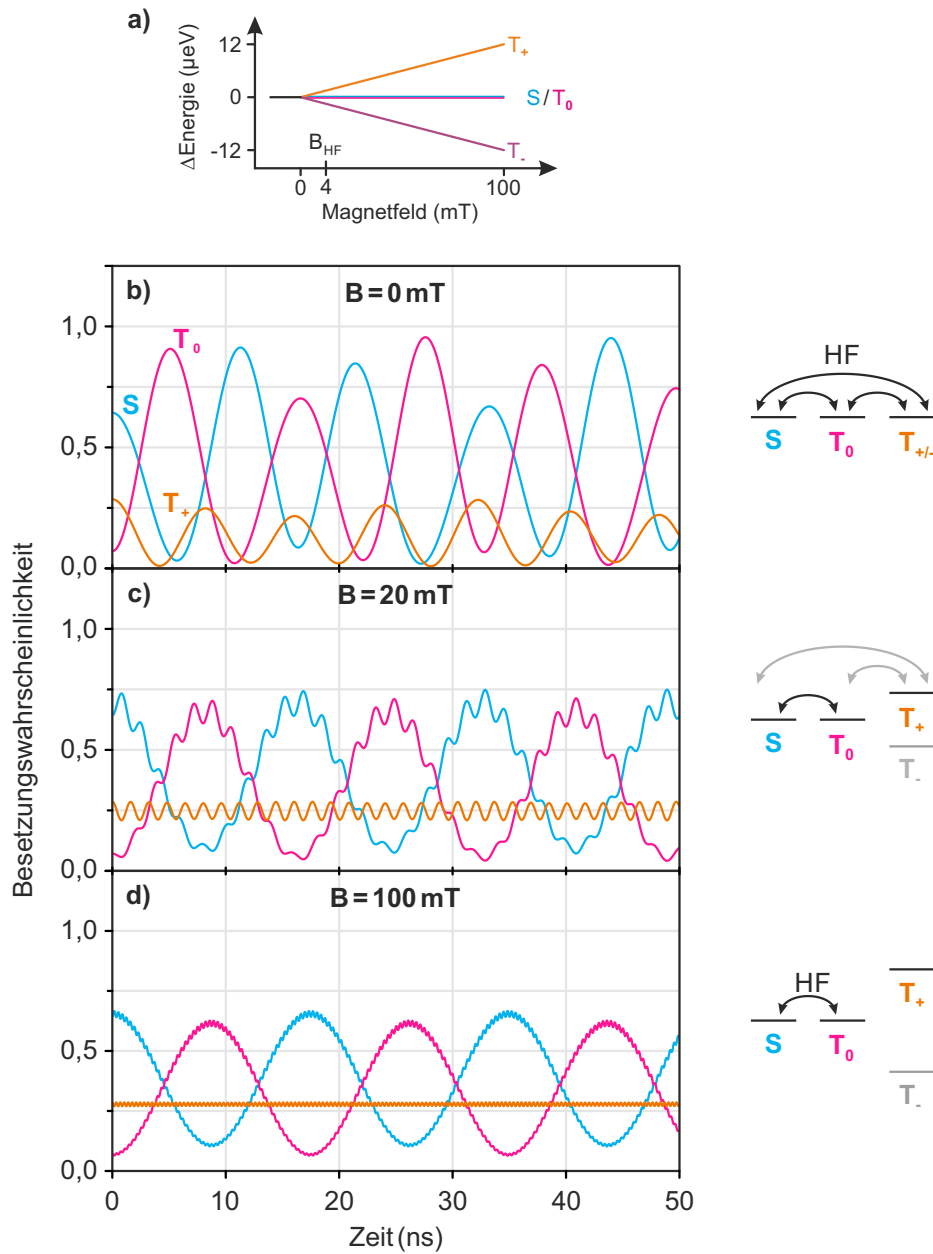 a)
12
0
-12
ΔEnergie (µeV)
T+
S/T0
T-
BHF
0 4 100
Magnetfeld (mT)
b)
B = 0 mT
1,0
0,5
0,0
T0
S
T+
HF
S T0 T+/-
c)
B = 20 mT
1,0
0,5
0,0
S T0 T+
T-
d)
B = 100 mT
1,0
0,5
0,0
HF
S T0 T+
T-
Besetzungswahrscheinlichkeit
0 10 20 30 40 50
Zeit (ns)